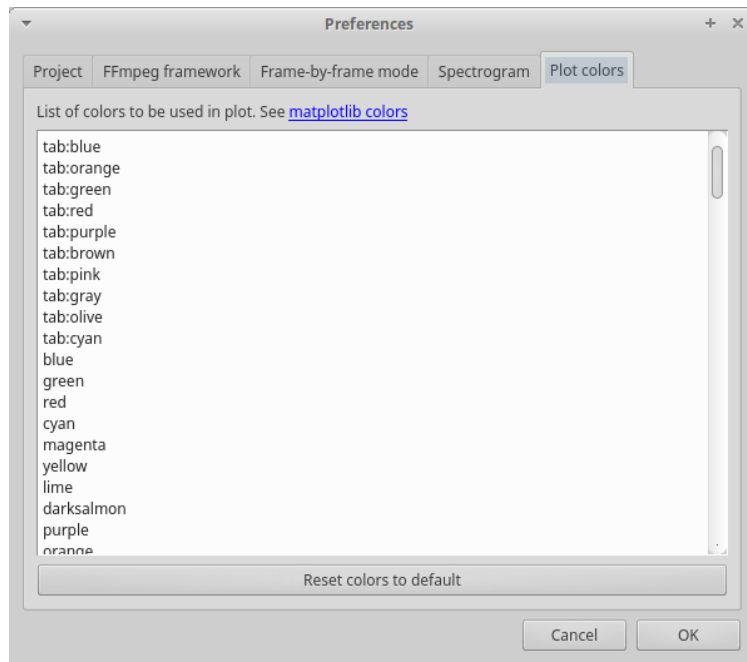 Preferences
Project FFmpeg framework Frame-by-frame mode Spectrogram Plot colors
List of colors to be used in plot. See matplotlib colors
tab:blue
tab:orange
tab:green
tab:red
tab:purple
tab:brown
tab:pink
tab:gray
tab:olive
tab:cyan
blue
green
red
cyan
magenta
yellow
lime
darksalmon
purple
orange
Reset colors to default
Cancel OK